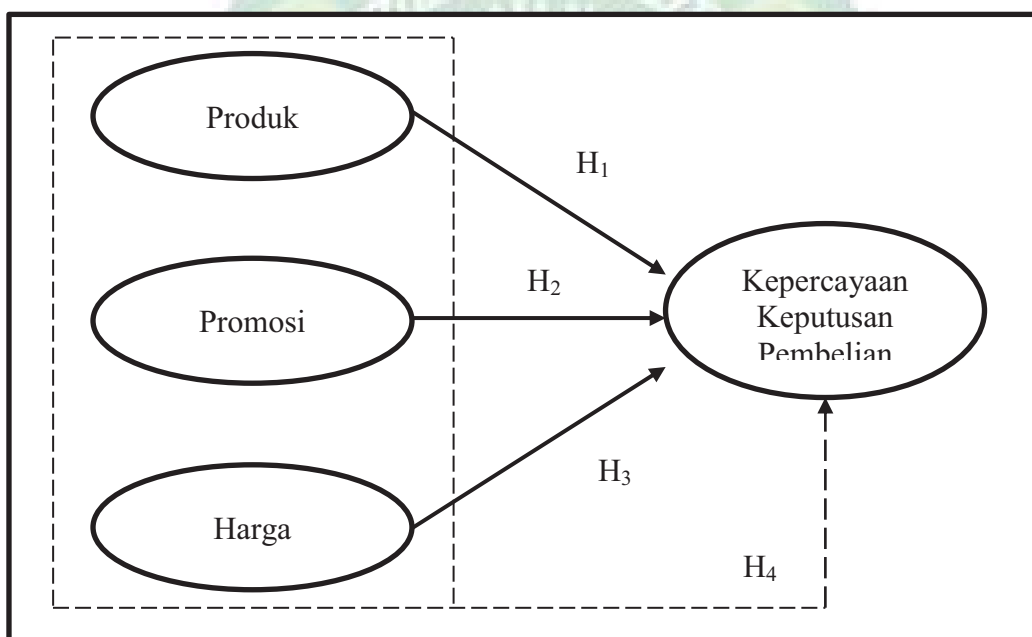 Produk
H₁
H₂
Promosi
Kepercayaan
Keputusan
Pembelian
H₃
Harga
H₄